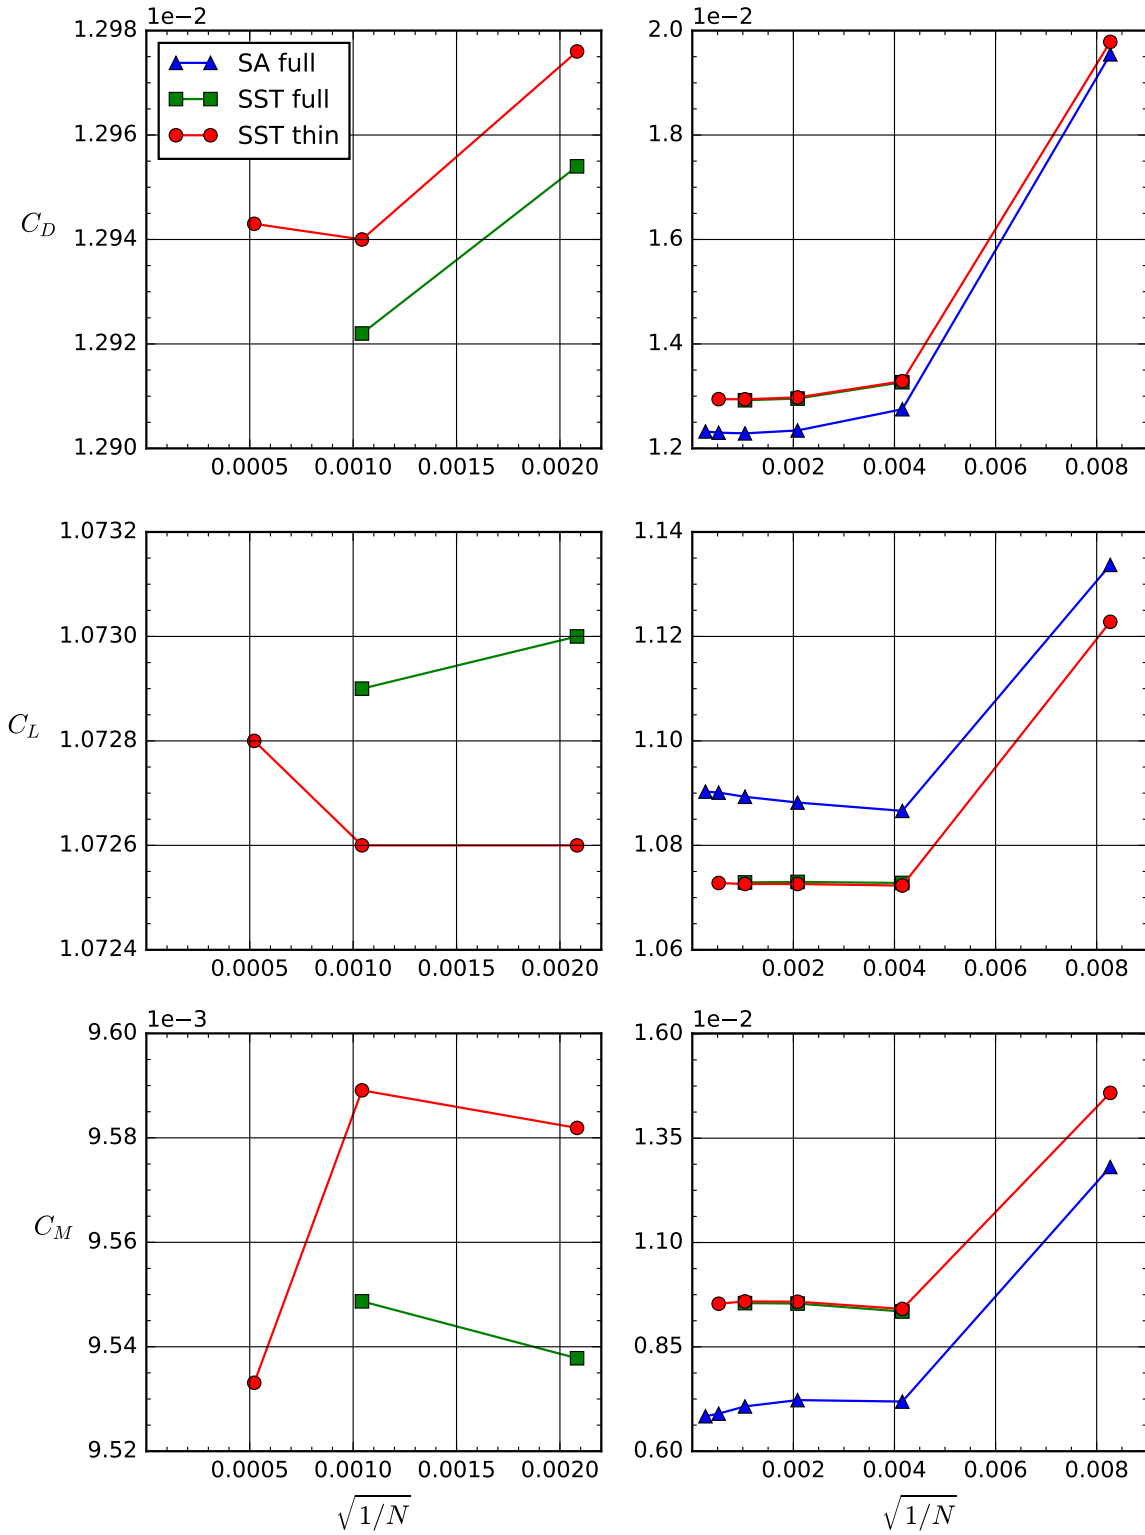 1e−2
1.298
1.296
1.294
1.292
1.290
C_D
SA full
SST full
SST thin
0.0005 0.0010 0.0015 0.0020
1e−2
2.0
1.8
1.6
1.4
1.2
0.002 0.004 0.006 0.008
1.0732
1.0730
1.0728
1.0726
1.0724
C_L
0.0005 0.0010 0.0015 0.0020
1.14
1.12
1.10
1.08
1.06
0.002 0.004 0.006 0.008
1e−3
9.60
9.58
9.56
9.54
9.52
C_M
0.0005 0.0010 0.0015 0.0020
√1/N
1e−2
1.60
1.35
1.10
0.85
0.60
0.002 0.004 0.006 0.008
√1/N